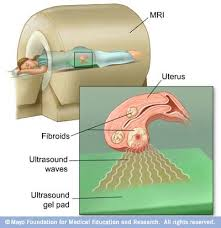 MRI
Uterus
Fibroids
Ultrasound
waves
Ultrasound
gel pad
© Mayo Foundation for Medical Education and Research. All rights reserved.